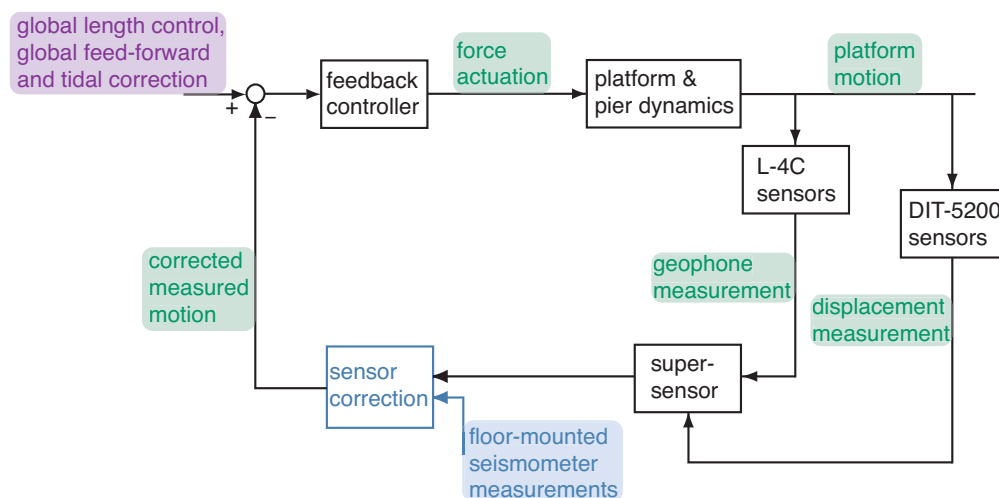 global length control,
global feed-forward
and tidal correction
+
−
feedback
controller
force
actuation
platform &
pier dynamics
platform
motion
L-4C
sensors
DIT-5200
sensors
corrected
measured
motion
geophone
measurement
displacement
measurement
sensor
correction
super-
sensor
floor-mounted
seismometer
measurements